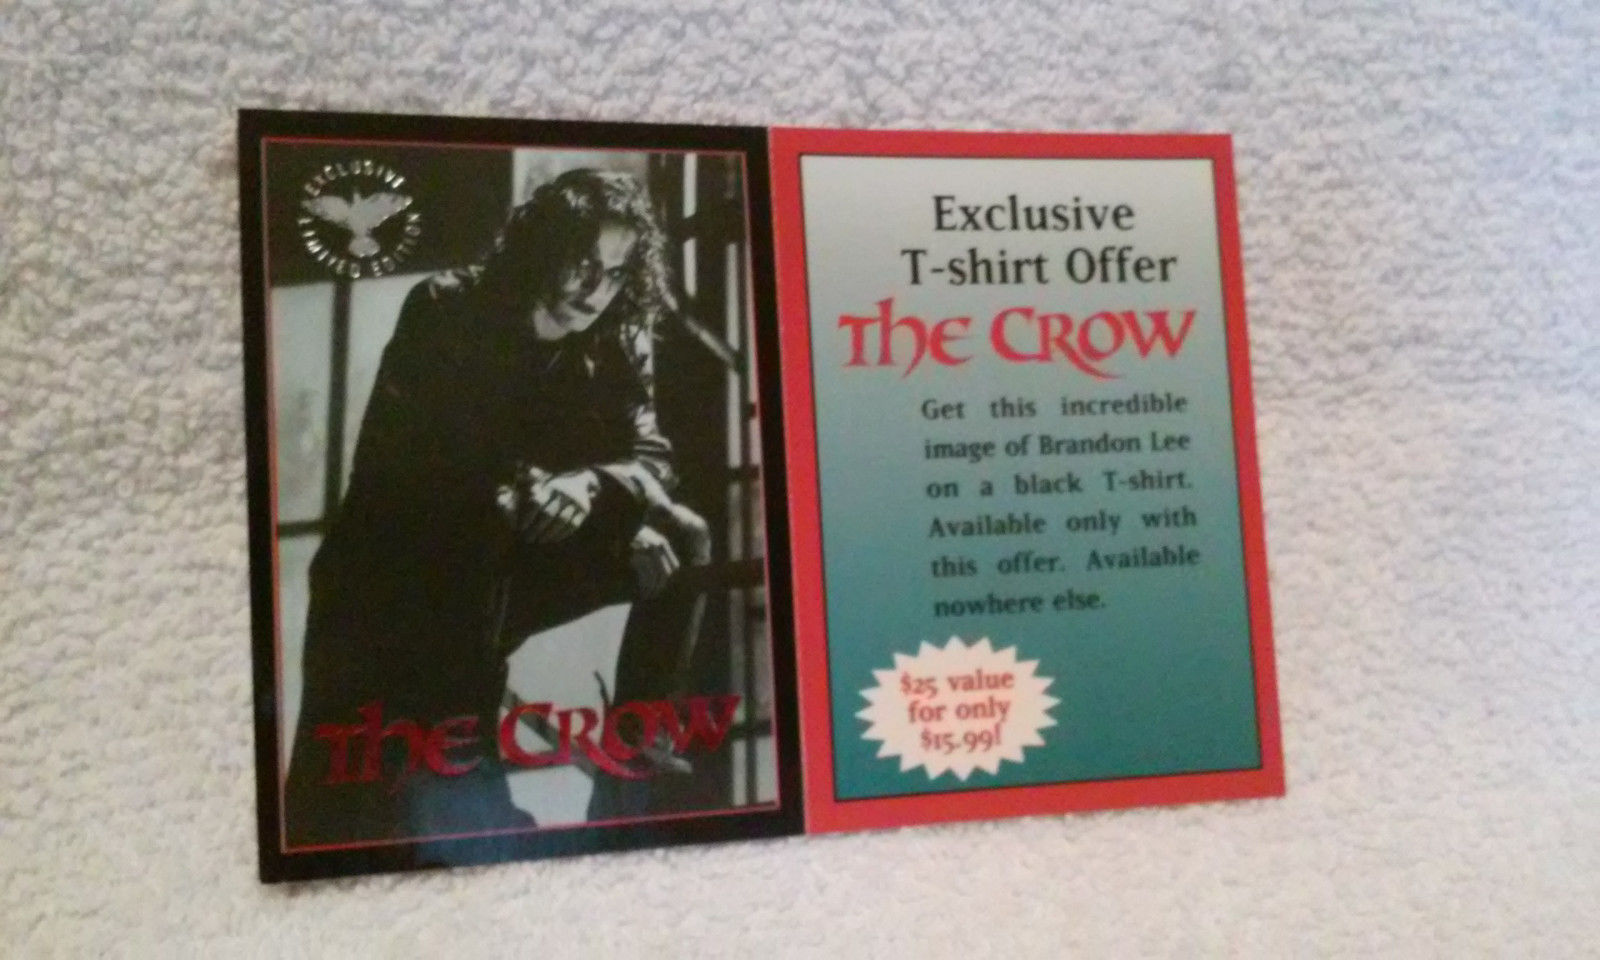 EXCLUSIVE
LIMITED EDITION
The Crow
Exclusive
T-shirt Offer
The Crow
Get this incredible
image of Brandon Lee
on a black T-shirt.
Available only with
this offer. Available
nowhere else.
$25 value
for only
$15.99!